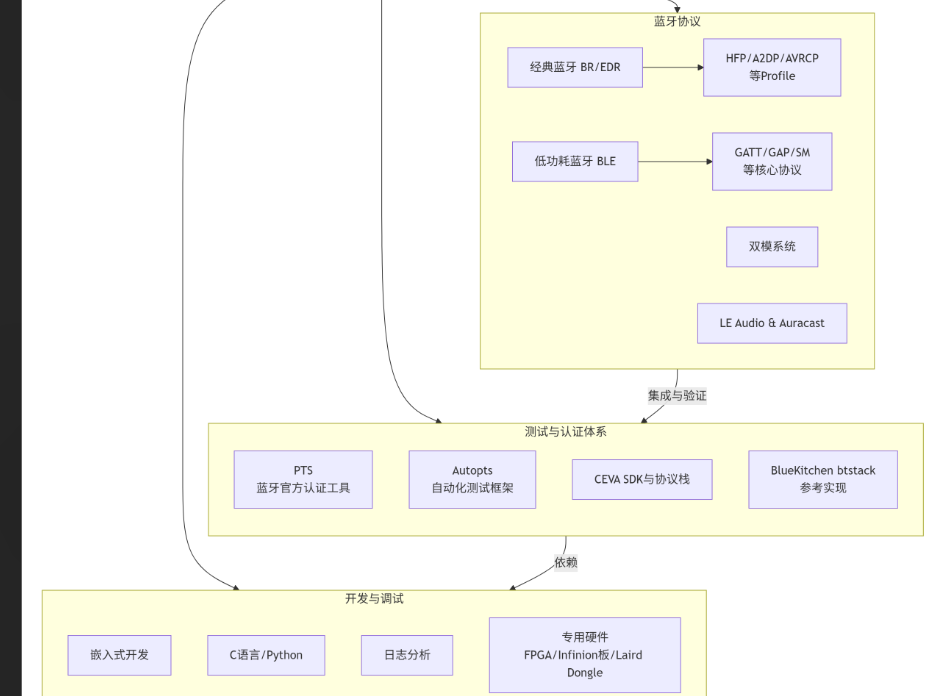 蓝牙协议
经典蓝牙 BR/EDR
HFP/A2DP/AVRCP
等Profile
低功耗蓝牙 BLE
GATT/GAP/SM
等核心协议
双模系统
LE Audio & Auracast
集成与验证
测试与认证体系
PTS
蓝牙官方认证工具
Autopts
自动化测试框架
CEVA SDK与协议栈
BlueKitchen btstack
参考实现
依赖
开发与调试
嵌入式开发
C语言/Python
日志分析
专用硬件
FPGA/Infinion板/Laird
Dongle